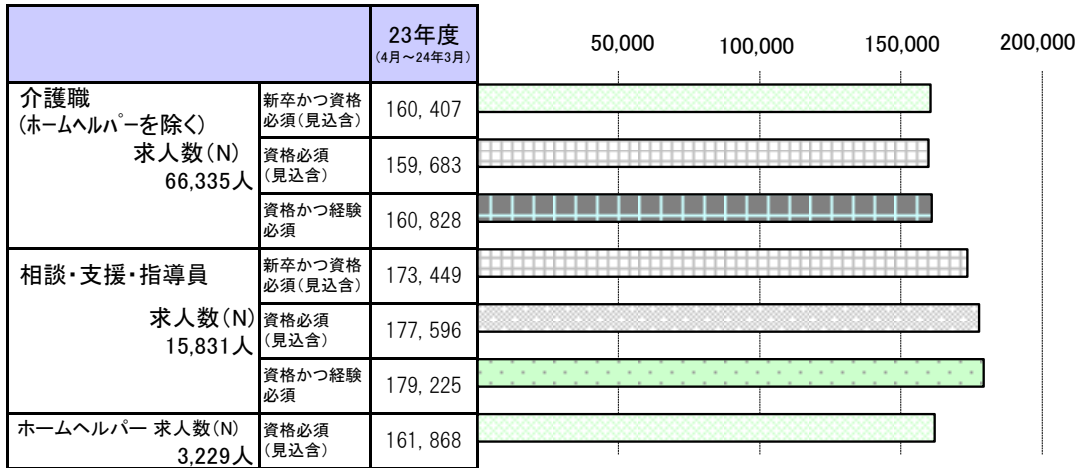 23年度
(4月～24年3月)
50,000
100,000
150,000
200,000
介護職
(ホームヘルパーを除く)
求人数(N)
66,335人
新卒かつ資格
必須(見込含)
160,407
資格必須
(見込含)
159,683
資格かつ経験
必須
160,828
相談・支援・指導員
求人数(N)
15,831人
新卒かつ資格
必須(見込含)
173,449
資格必須
(見込含)
177,596
資格かつ経験
必須
179,225
ホームヘルパー 求人数(N)
3,229人
資格必須
(見込含)
161,868